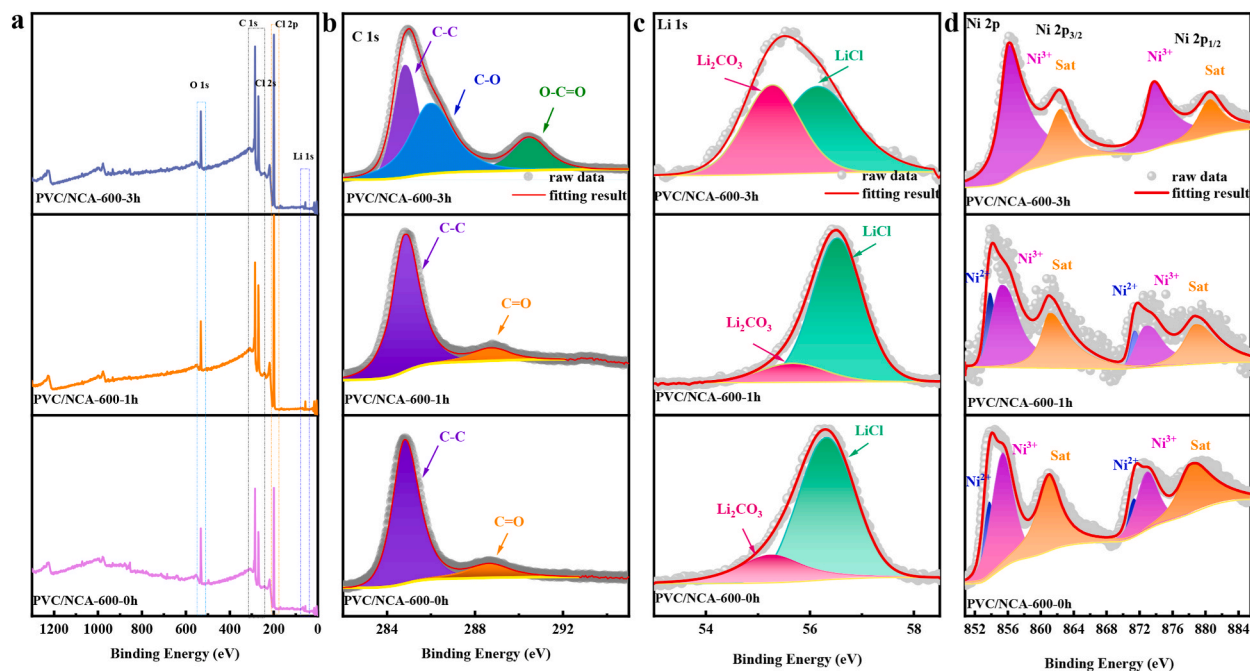 a
C 1s
Cl 2p
O 1s
Cl 2s
Li 1s
PVC/NCA-600-3h
PVC/NCA-600-1h
PVC/NCA-600-0h
1200 1000 800 600 400 200 0
Binding Energy (eV)
b
C 1s
C-C
C-O
O-C=O
raw data
fitting result
PVC/NCA-600-3h
C-C
C=O
PVC/NCA-600-1h
C-C
C=O
PVC/NCA-600-0h
284 288 292
Binding Energy (eV)
c
Li 1s
Li₂CO₃
LiCl
raw data
fitting result
PVC/NCA-600-3h
LiCl
Li₂CO₃
PVC/NCA-600-1h
LiCl
Li₂CO₃
PVC/NCA-600-0h
54 56 58
Binding Energy (eV)
d
Ni 2p
Ni 2p₃/₂
Ni 2p₁/₂
Ni³⁺
Sat
Ni³⁺
Sat
raw data
fitting result
PVC/NCA-600-3h
Ni²⁺
Ni³⁺
Sat
Ni²⁺
Ni³⁺
Sat
PVC/NCA-600-1h
Ni²⁺
Ni³⁺
Sat
Ni²⁺
Ni³⁺
Sat
PVC/NCA-600-0h
852 856 860 864 868 872 876 880 884
Binding Energy (eV)